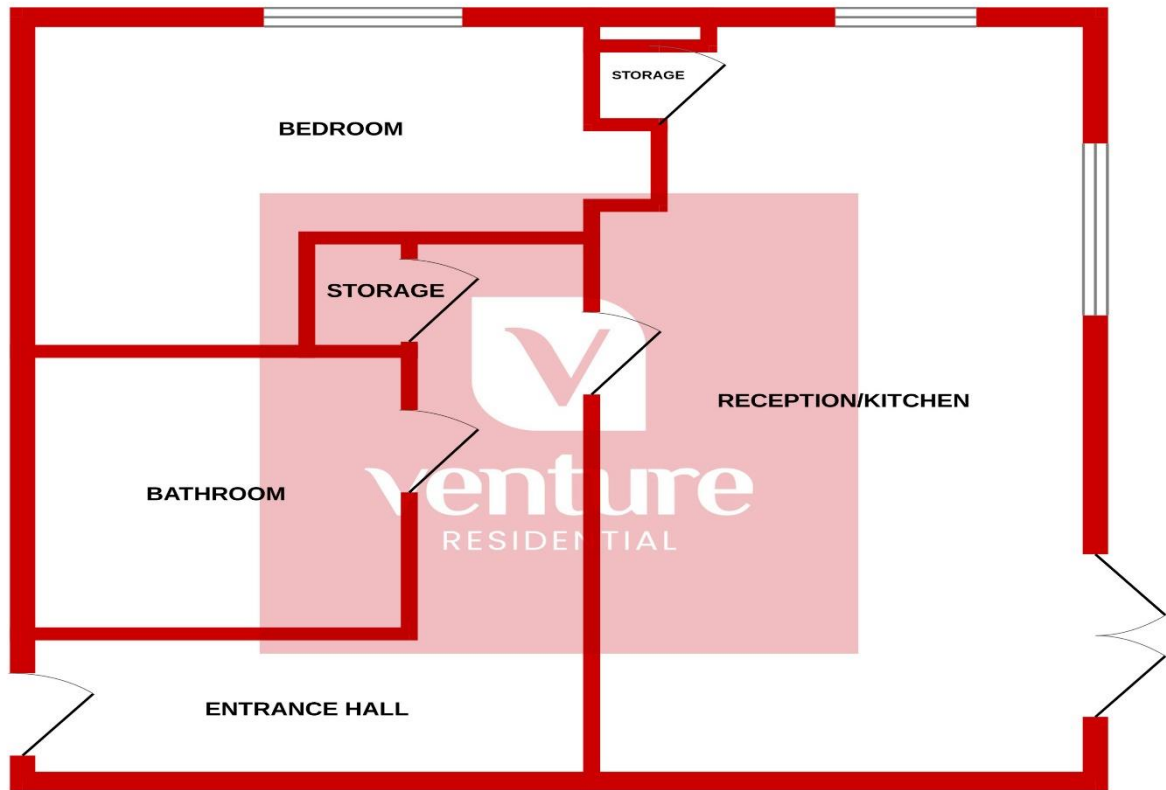 STORAGE
BEDROOM
STORAGE
RECEPTION/KITCHEN
BATHROOM
venture
RESIDENTIAL
ENTRANCE HALL